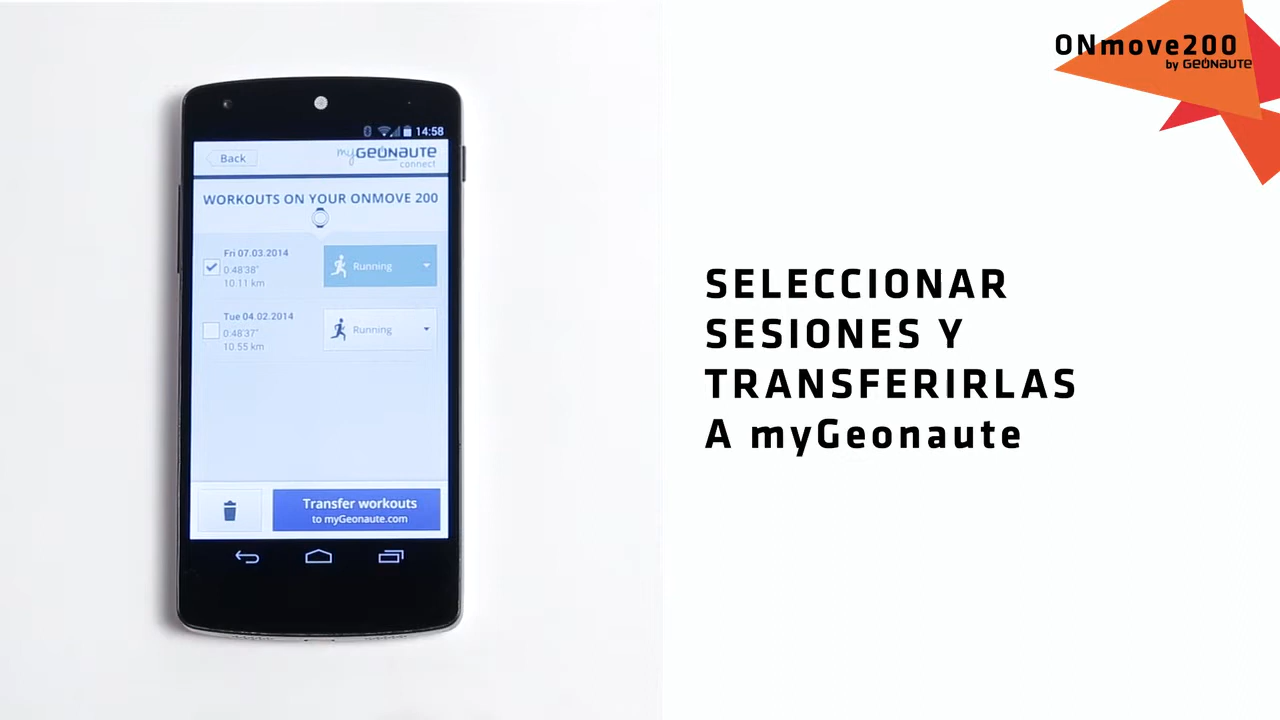 14:58
Back
myGEONAUTE
connect
WORKOUTS ON YOUR ONMOVE 200
Fri 07.03.2014
0:48'38"
10.11 km
Running
Tue 04.02.2014
0:48'37"
10.55 km
Running
Transfer workouts
to myGeonaute.com
ONmove200
by GEONAUTE
SELECCIONAR
SESIONES Y
TRANSFERIRLAS
A myGeonaute